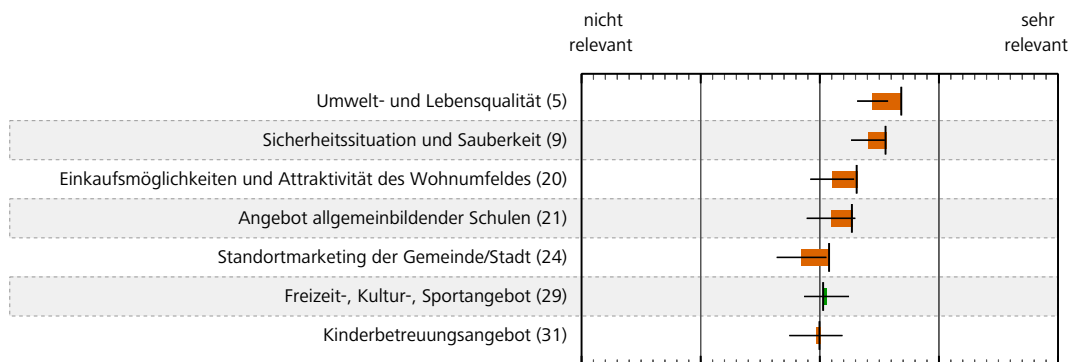 nicht
relevant
sehr
relevant
Umwelt- und Lebensqualität (5)
Sicherheitssituation und Sauberkeit (9)
Einkaufsmöglichkeiten und Attraktivität des Wohnumfeldes (20)
Angebot allgemeinbildender Schulen (21)
Standortmarketing der Gemeinde/Stadt (24)
Freizeit-, Kultur-, Sportangebot (29)
Kinderbetreuungsangebot (31)